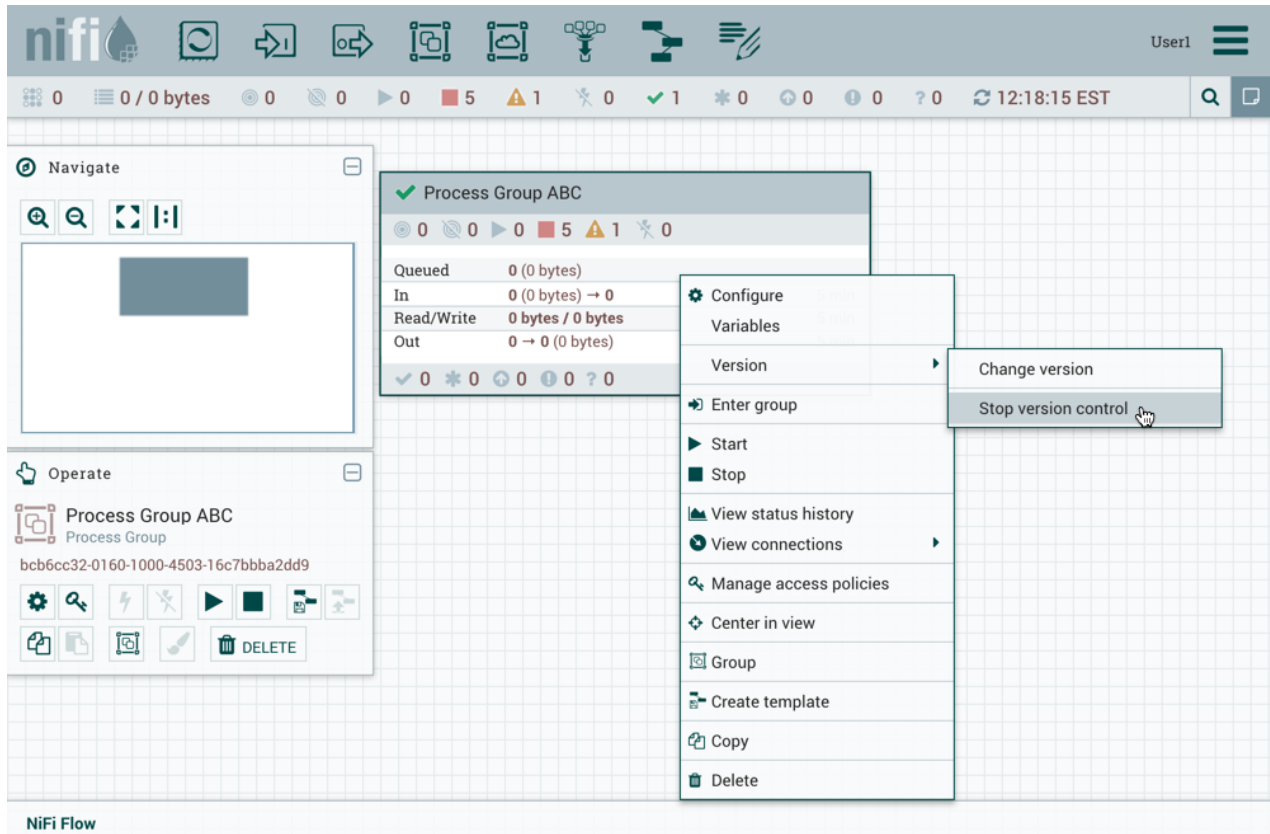 nifi
User1
0 0 / 0 bytes 0 0 0 5 1 0 1 0 0 0 ? 0 12:18:15 EST
Navigate
Process Group ABC
0 0 0 5 1 0
Queued 0 (0 bytes)
In 0 (0 bytes) → 0
Read/Write 0 bytes / 0 bytes
Out 0 → 0 (0 bytes)
0 0 0 0 ? 0
Configure
Variables
Version
Change version
Stop version control
Enter group
Start
Stop
View status history
View connections
Manage access policies
Center in view
Group
Create template
Copy
Delete
Operate
Process Group ABC
Process Group
bcb6cc32-0160-1000-4503-16c7bbba2dd9
DELETE
NiFi Flow